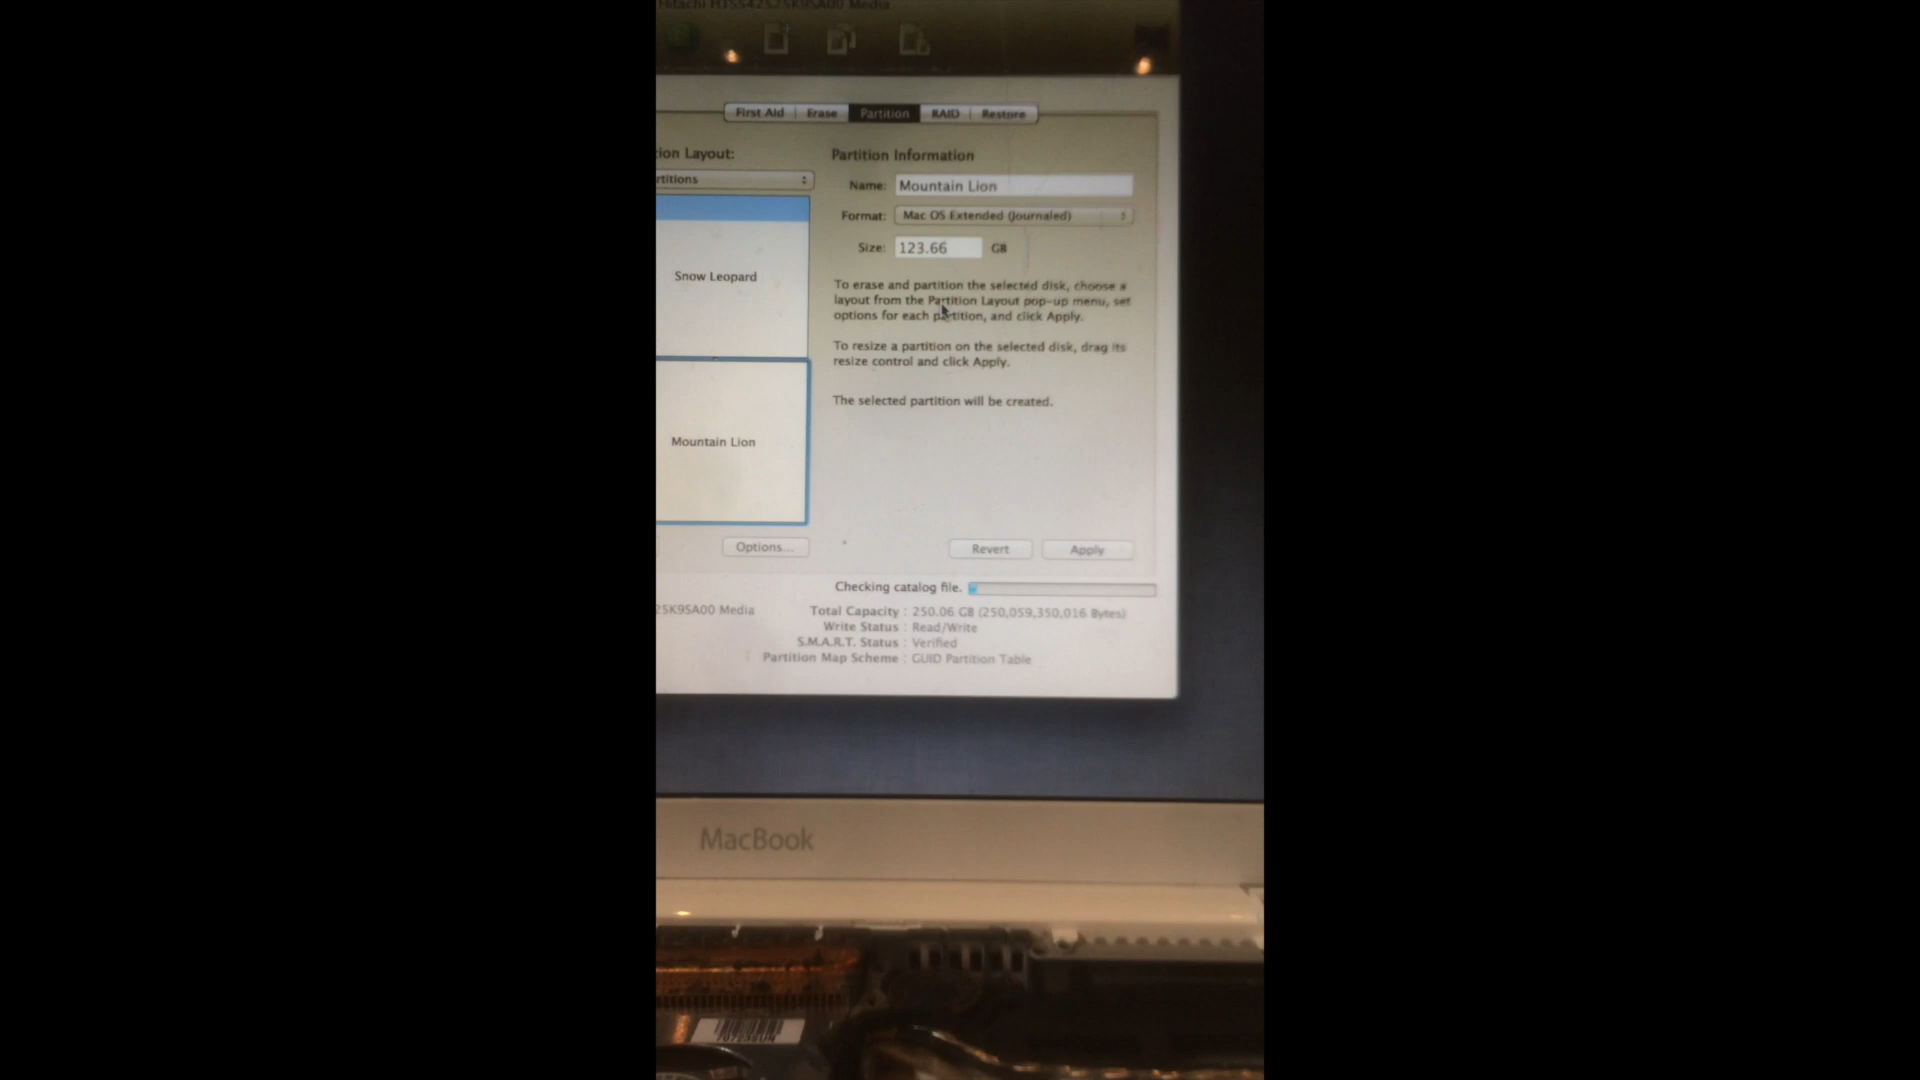 Hitachi HTS542525K9SA00 Media
First Aid Erase Partition RAID Restore
ion Layout:
rtitions
Snow Leopard
Mountain Lion
Options...
Partition Information
Name: Mountain Lion
Format: Mac OS Extended (Journaled)
Size: 123.66 GB
To erase and partition the selected disk, choose a
layout from the Partition Layout pop-up menu, set
options for each partition, and click Apply.
To resize a partition on the selected disk, drag its
resize control and click Apply.
The selected partition will be created.
Revert Apply
Checking catalog file.
25K9SA00 Media
Total Capacity : 250.06 GB (250,059,350,016 Bytes)
Write Status : Read/Write
S.M.A.R.T. Status : Verified
Partition Map Scheme : GUID Partition Table
MacBook